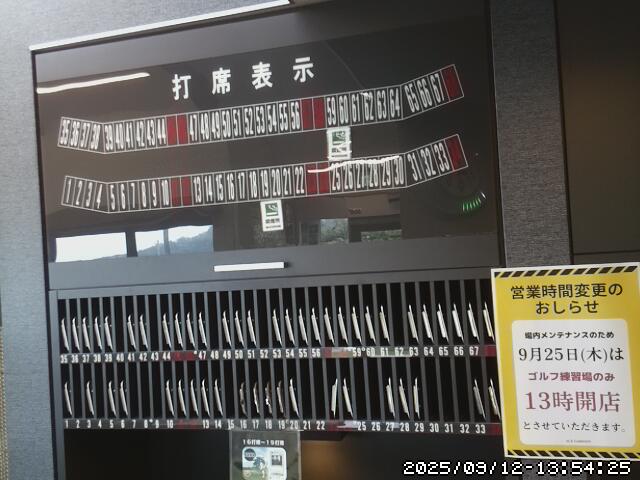 打席表示
35 36 37 38 39 40 41 42 43 44 47 48 49 50 51 52 53 54 55 56 59 60 61 62 63 64 65 66 67
1 2 3 4 5 6 7 8 9 10 13 14 15 16 17 18 19 20 21 22 25 26 27 28 29 30 31 32 33
35 36 37 38 39 40 41 42 43 44 47 48 49 50 51 52 53 54 55 56 59 60 61 62 63 64 65 66 67
1 2 3 4 5 6 7 8 9 10 13 14 15 16 17 18 19 20 21 22 25 26 27 28 29 30 31 32 33
16打席~19打席
営業時間変更の
おしらせ
場内メンテナンスのため
9月25日(木)は
ゴルフ練習場のみ
13時開店
とさせていただきます。
2025/09/12-13:54:25